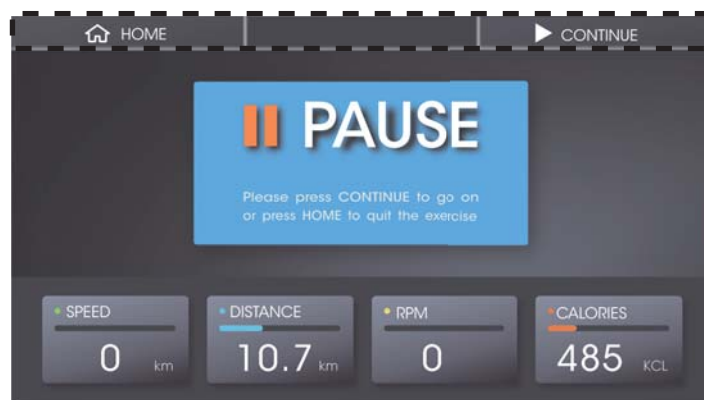 HOME
CONTINUE
PAUSE
Please press CONTINUE to go on
or press HOME to quit the exercise
SPEED
0 km
DISTANCE
10.7 km
RPM
0
CALORIES
485 KCL